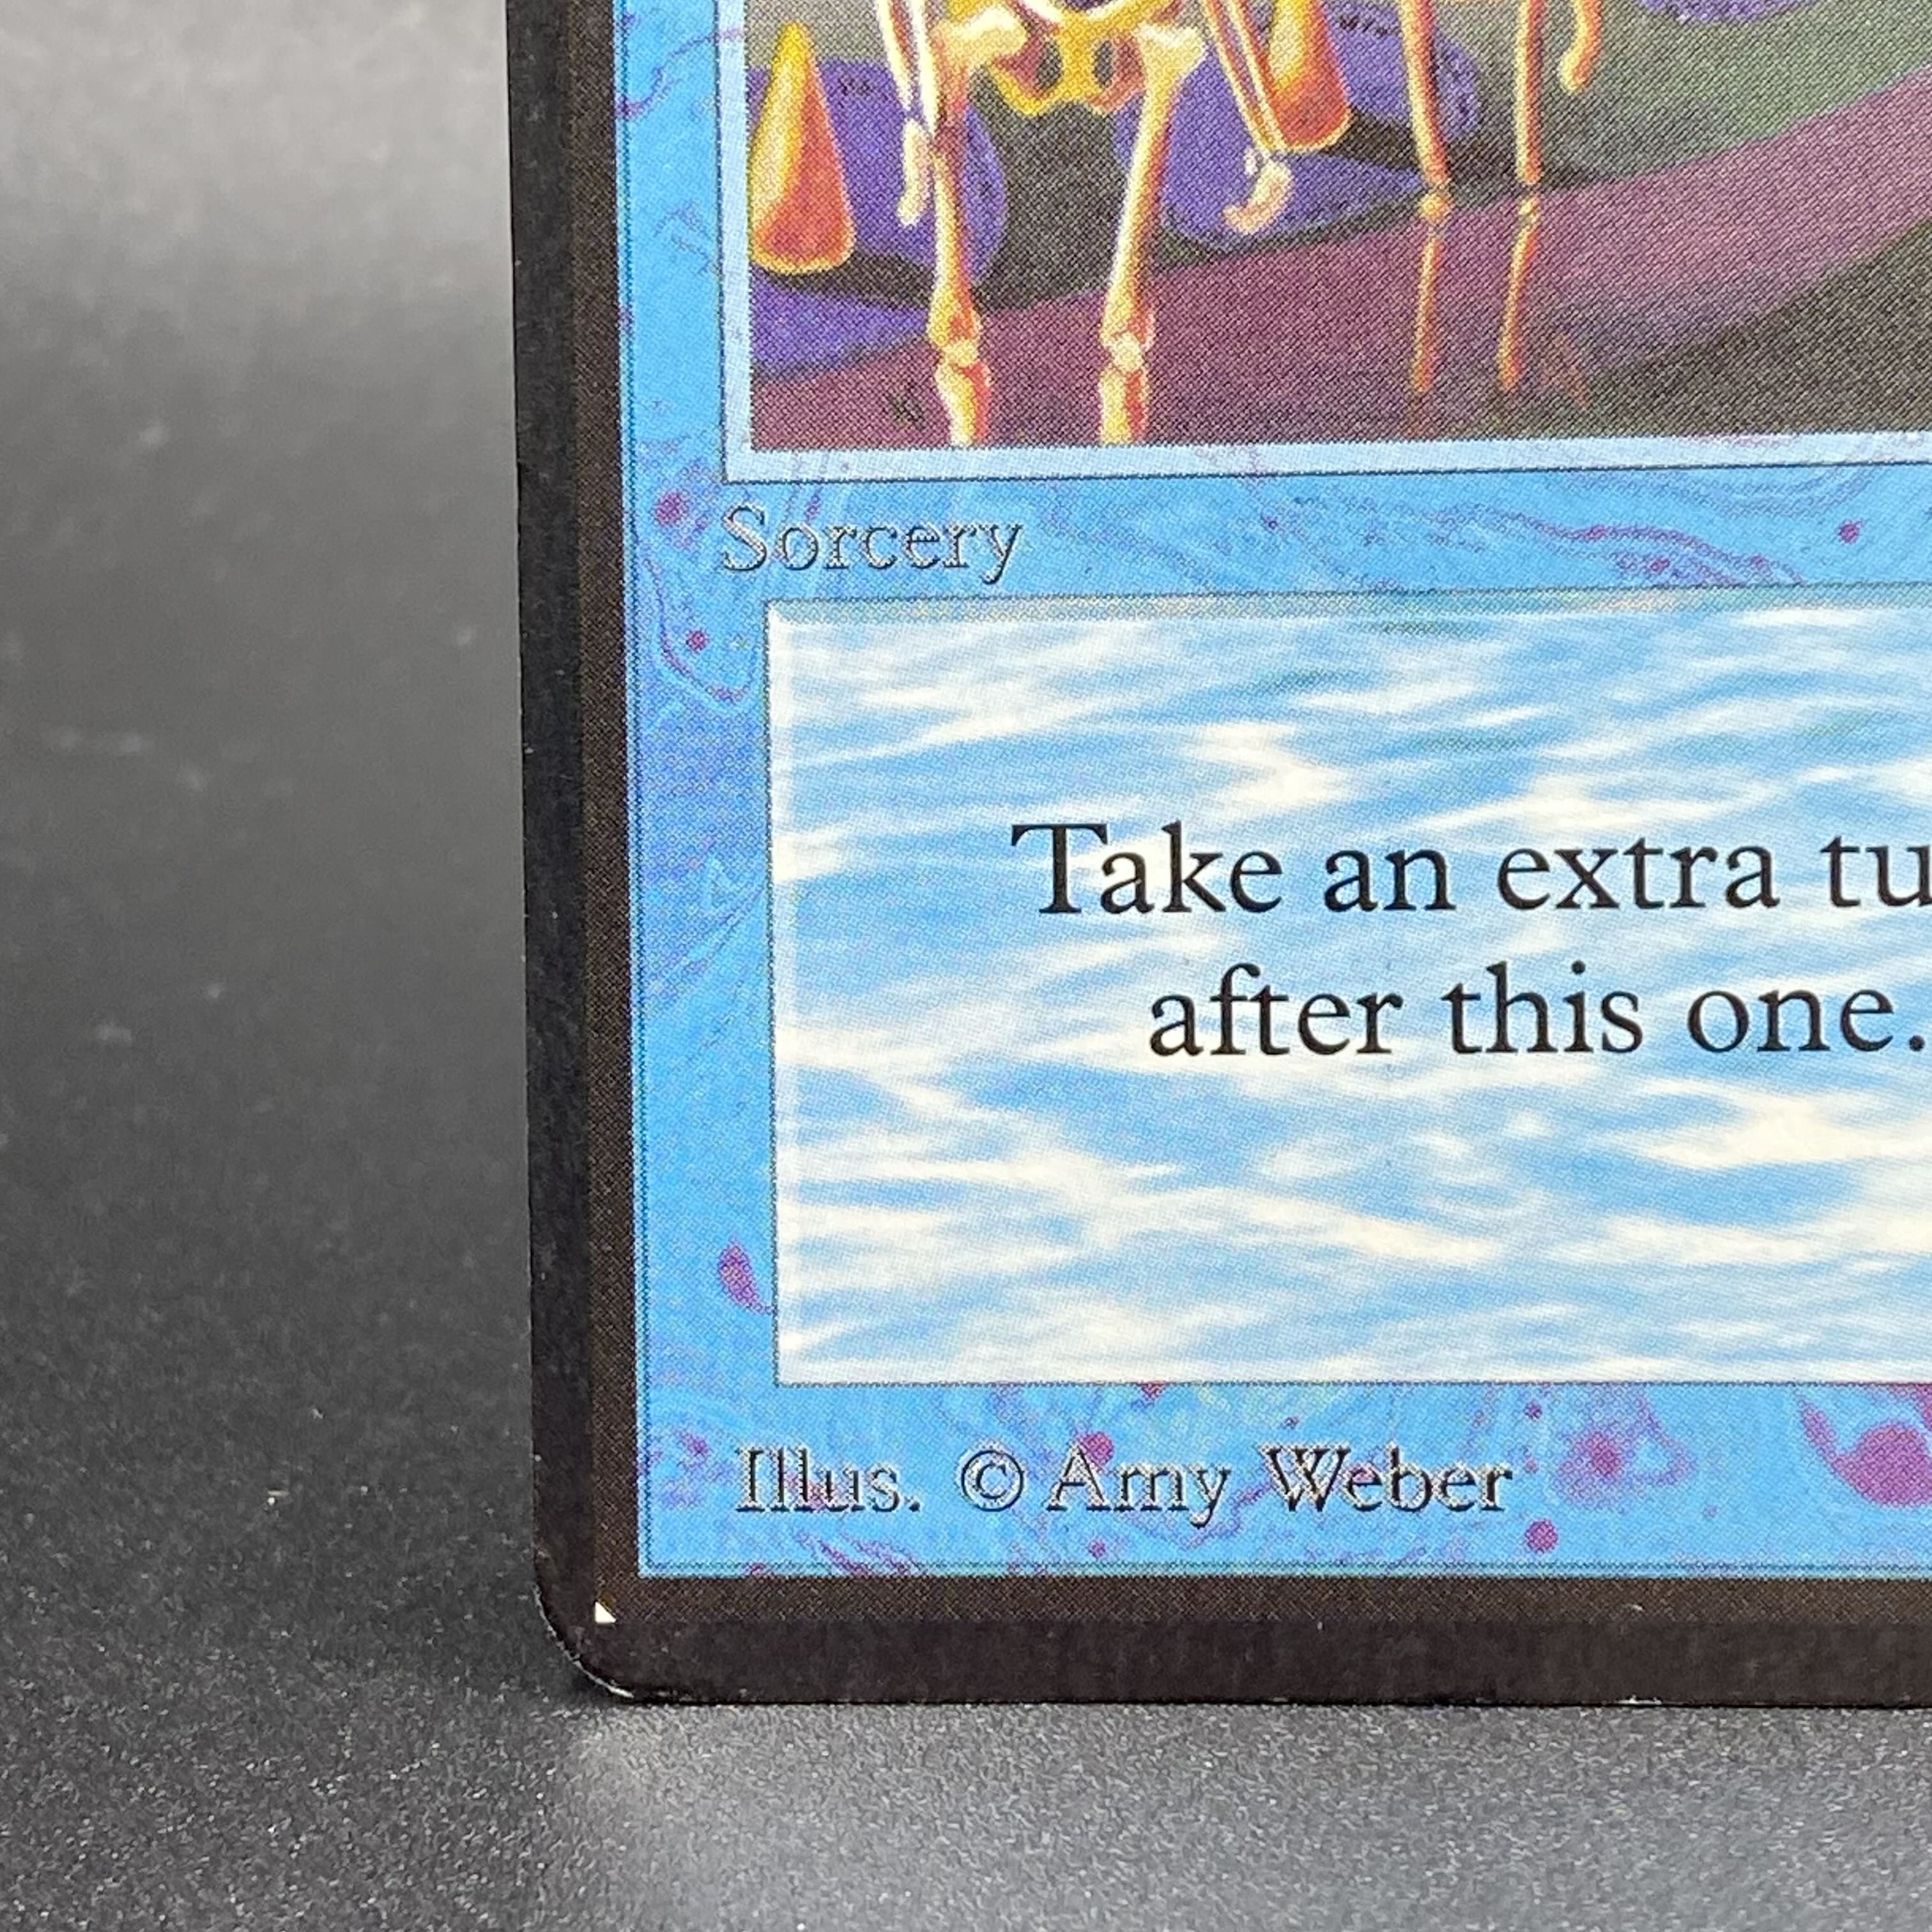 Sorcery
Take an extra tu
after this one.
Illus. © Amy Weber